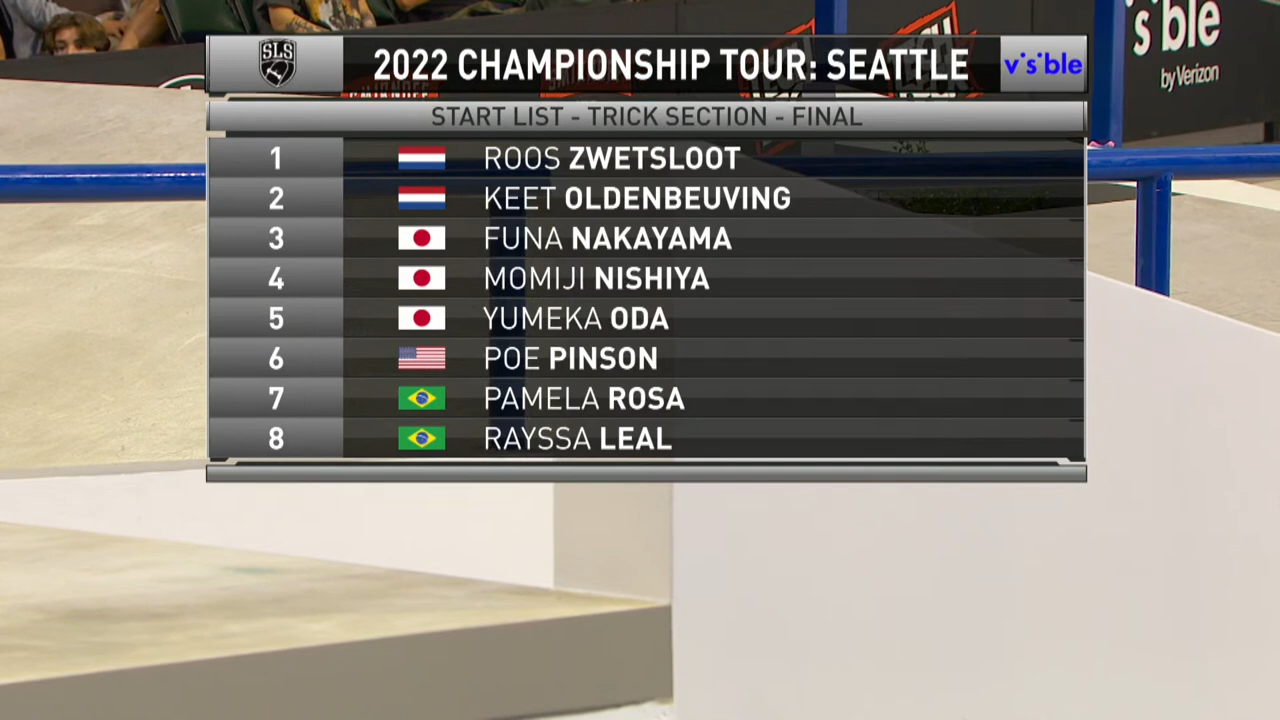 SLS
2022 CHAMPIONSHIP TOUR: SEATTLE
visible
START LIST - TRICK SECTION - FINAL
1 ROOS ZWETSLOOT
2 KEET OLDENBEUVING
3 FUNA NAKAYAMA
4 MOMIJI NISHIYA
5 YUMEKA ODA
6 POE PINSON
7 PAMELA ROSA
8 RAYSSA LEAL
by Verizon